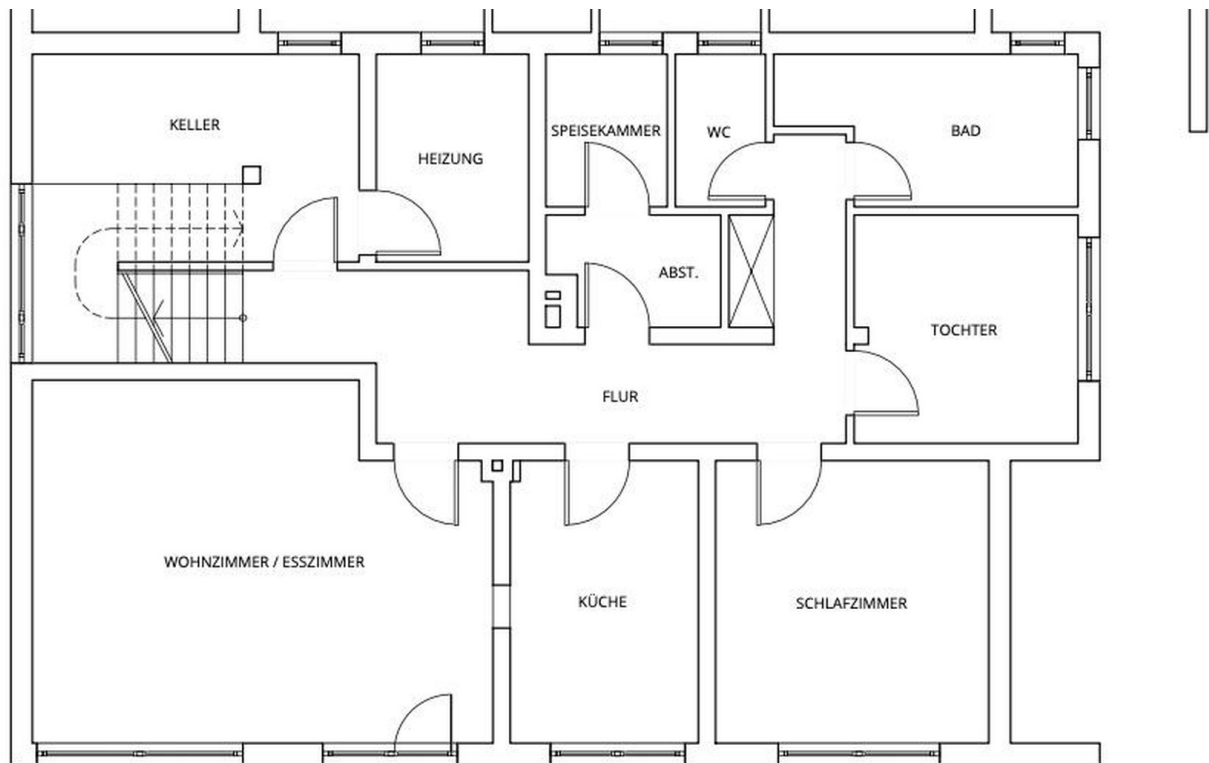 KELLER
HEIZUNG
SPEISEKAMMER
WC
BAD
ABST.
TOCHTER
FLUR
WOHNZIMMER / ESSZIMMER
KÜCHE
SCHLAFZIMMER